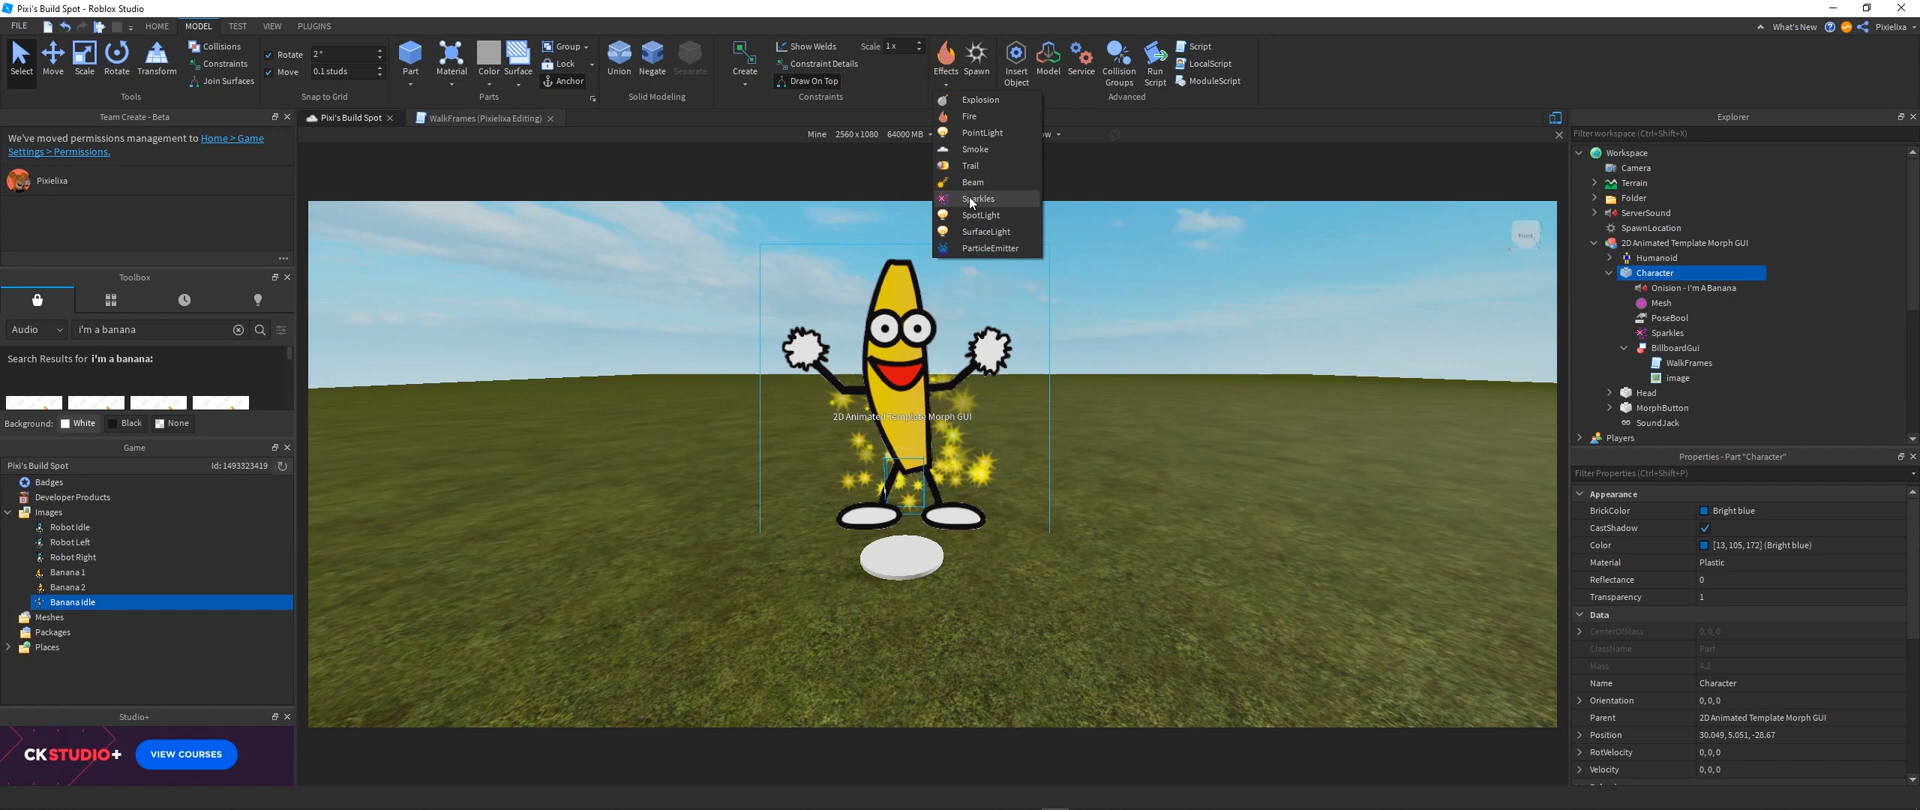 Pixi's Build Spot - Roblox Studio
FILE HOME MODEL TEST VIEW PLUGINS What's New Pixielixa
Select Move Scale Rotate Transform
Collisions
Constraints
Join Surfaces
Tools
Rotate 2°
Move 0.1 studs
Snap to Grid
Part Material Color Surface
Group
Lock
Anchor
Parts
Union Negate Separate
Solid Modeling
Create
Show Welds Scale 1 x
Constraint Details
Draw On Top
Constraints
Effects Spawn
Insert Object Model Service Collision Groups Run Script
Script
LocalScript
ModuleScript
Advanced
Explosion
Fire
PointLight
Smoke
Trail
Beam
Sparkles
SpotLight
SurfaceLight
ParticleEmitter
Team Create - Beta
We've moved permissions management to Home > Game
Settings > Permissions.
Pixielixa
Toolbox
Audio i'm a banana
Search Results for i'm a banana:
Background: White Black None
Game
Pixi's Build Spot Id: 1493323419
Badges
Developer Products
Images
Robot Idle
Robot Left
Robot Right
Banana 1
Banana 2
Banana Idle
Meshes
Packages
Places
Studio+
CKSTUDIO+ VIEW COURSES
Pixi's Build Spot WalkFrames (Pixielixa Editing)
Mine 2560 x 1080 64000 MB ow
Front
2D Animated Template Morph GUI
Explorer
Filter workspace (Ctrl+Shift+X)
Workspace
Camera
Terrain
Folder
ServerSound
SpawnLocation
2D Animated Template Morph GUI
Humanoid
Character
Onision - I'm A Banana
Mesh
PoseBool
Sparkles
BillboardGui
WalkFrames
image
Head
MorphButton
SoundJack
Players
Properties - Part "Character"
Filter Properties (Ctrl+Shift+P)
Appearance
BrickColor Bright blue
CastShadow
Color [13, 105, 172] (Bright blue)
Material Plastic
Reflectance 0
Transparency 1
Data
CenterOfMass 0, 0, 0
ClassName Part
Mass 4.2
Name Character
Orientation 0, 0, 0
Parent 2D Animated Template Morph GUI
Position 30.049, 5.051, -28.67
RotVelocity 0, 0, 0
Velocity 0, 0, 0